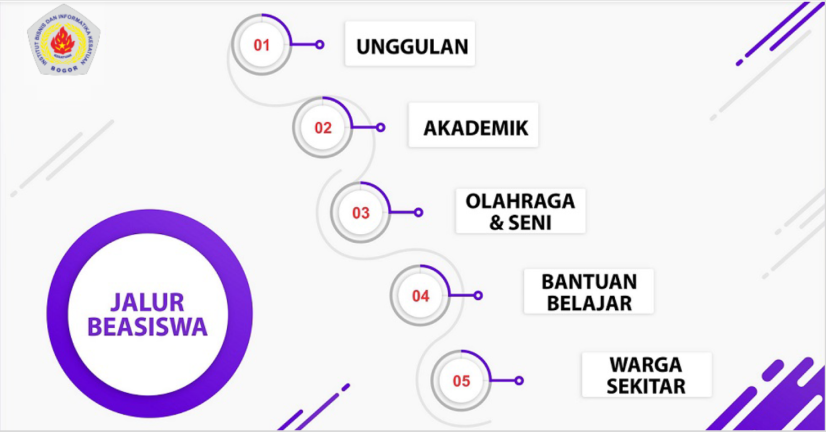 INSTITUT BISNIS DAN INFORMATIKA KESATUAN
BOGOR
01
UNGGULAN
02
AKADEMIK
03
OLAHRAGA
& SENI
04
BANTUAN
BELAJAR
05
WARGA
SEKITAR
JALUR
BEASISWA